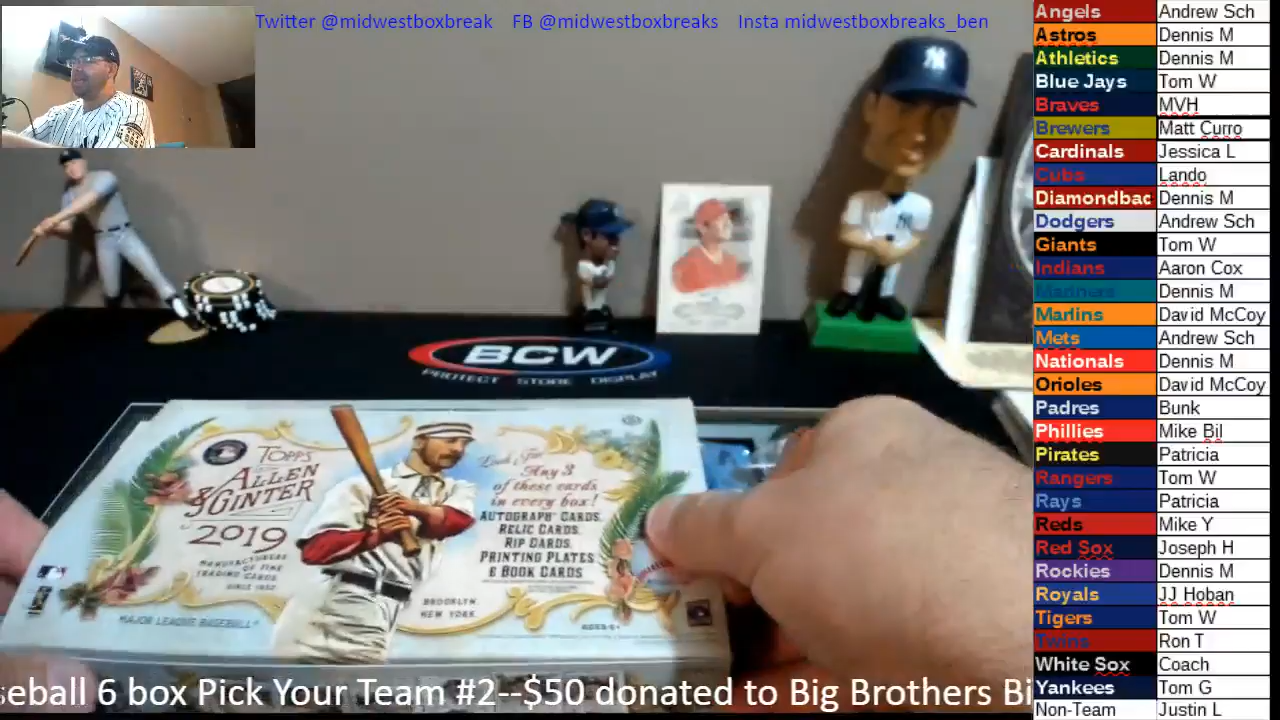 Twitter @midwestboxbreak FB @midwestboxbreaks Insta midwestboxbreaks_ben
Angels Andrew Sch
Astros Dennis M
Athletics Dennis M
Blue Jays Tom W
Braves MVH
Brewers Matt Curro
Cardinals Jessica L
Cubs Lando
Diamondbac Dennis M
Dodgers Andrew Sch
Giants Tom W
Indians Aaron Cox
Mariners Dennis M
Marlins David McCoy
Mets Andrew Sch
Nationals Dennis M
Orioles David McCoy
Padres Bunk
Phillies Mike Bil
Pirates Patricia
Rangers Tom W
Rays Patricia
Reds Mike Y
Red Sox Joseph H
Rockies Dennis M
Royals JJ Hoban
Tigers Tom W
Twins Ron T
White Sox Coach
Yankees Tom G
Non-Team Justin L
BCW
PROTECT STORE DISPLAY
TOPPS
ALLEN
& GINTER
2019
MANUFACTURERS
OF FINE
TRADING CARDS
SINCE
MAJOR LEAGUE BASEBALL
Look For
Any 3
of these cards
in every box!
AUTOGRAPH CARDS,
RELIC CARDS,
RIP CARDS,
PRINTING PLATES
& BOOK CARDS
BROOKLYN,
NEW YORK
seball 6 box Pick Your Team #2--$50 donated to Big Brothers Bi